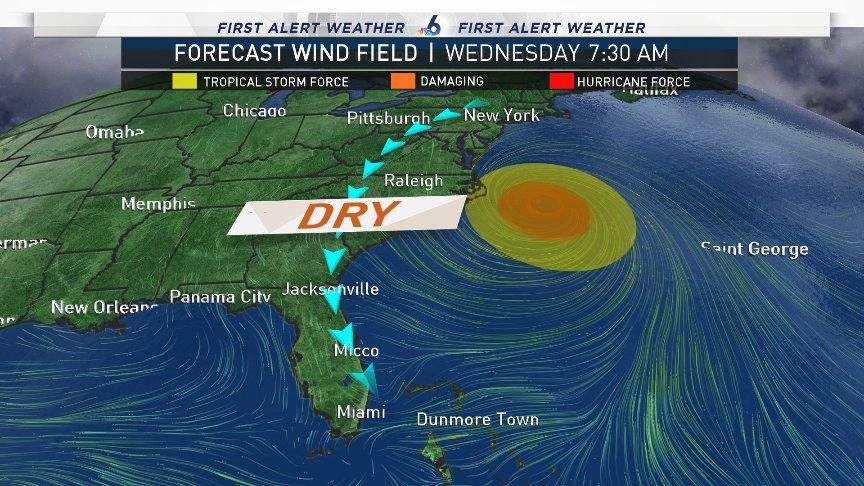 FIRST ALERT WEATHER 6 FIRST ALERT WEATHER
FORECAST WIND FIELD | WEDNESDAY 7:30 AM
TROPICAL STORM FORCE DAMAGING HURRICANE FORCE
Halifax
Chicago
Pittsburgh New York
Omaha
Raleigh
Memphis
DRY
Saint George
Jacksonville
Panama City
New Orleans
Micco
Miami
Dunmore Town